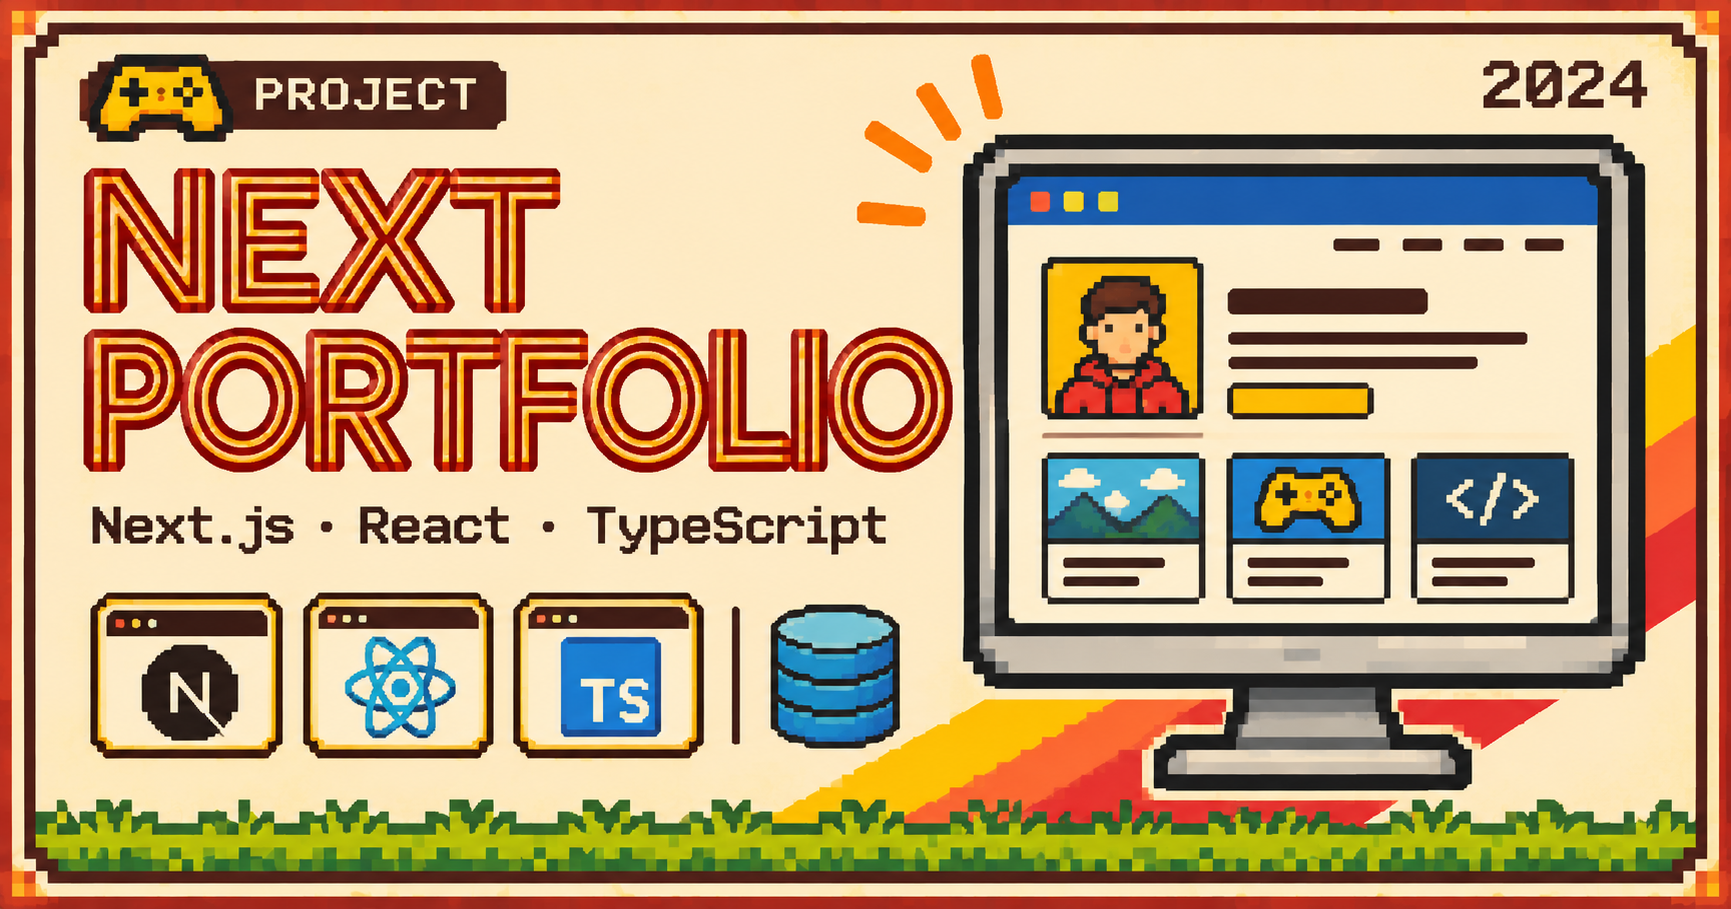 PROJECT
2024
NEXT
PORTFOLIO
Next.js · React · TypeScript
N
TS
</>